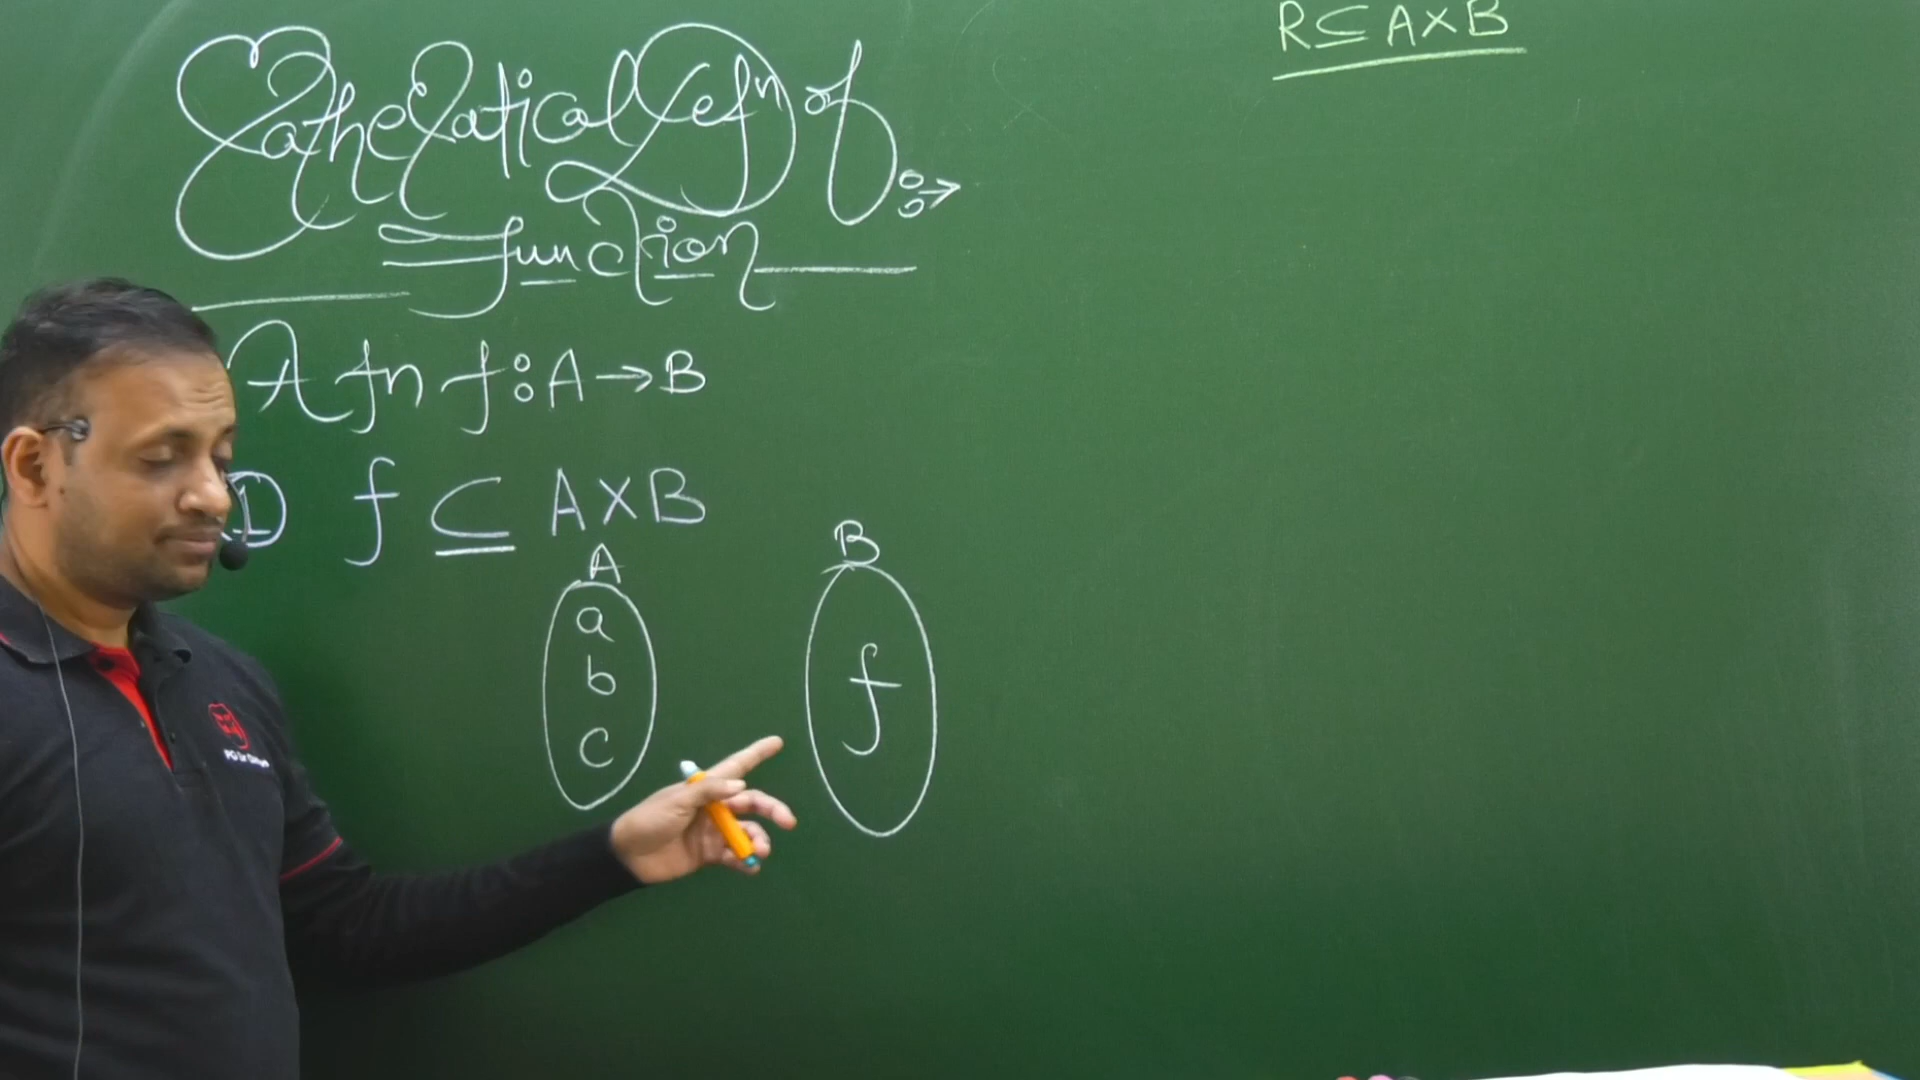 R ⊆ A×B
Mathematical Defn of :→
function
A fn f : A → B
① f ⊆ A×B
A B
a
b f
c